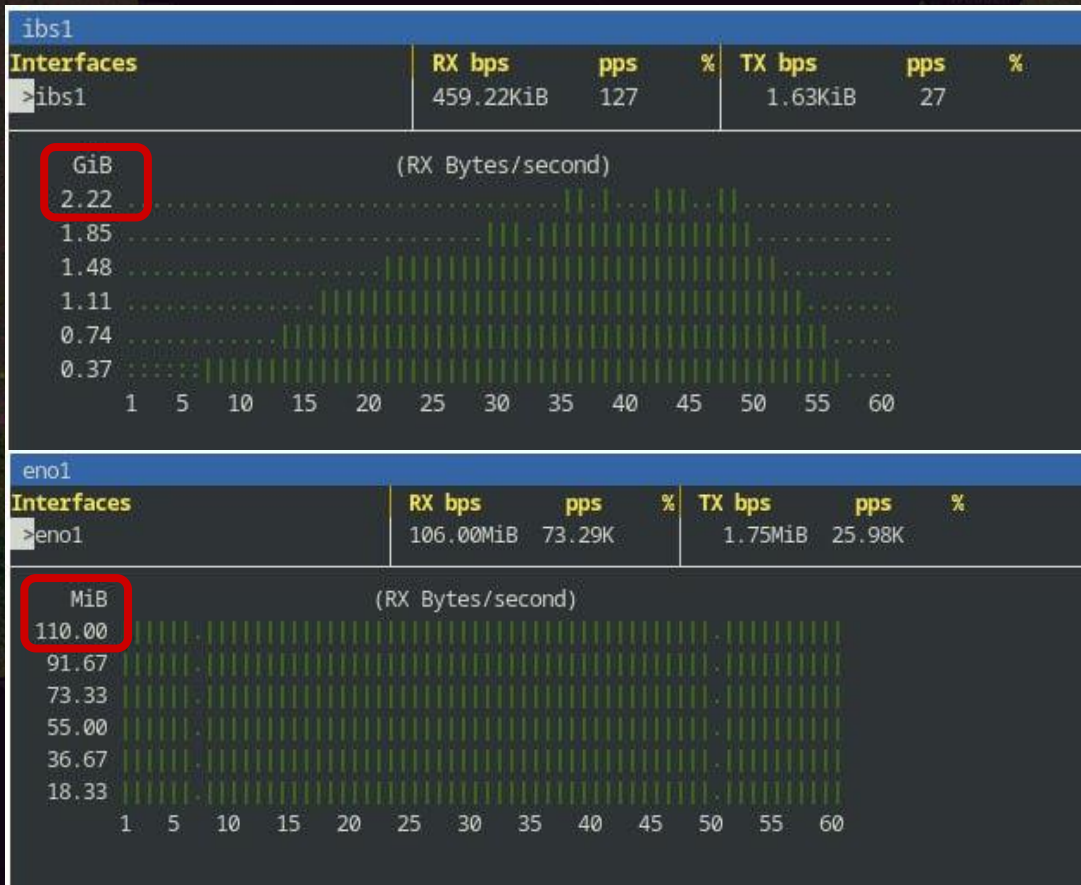 ibs1
Interfaces RX bps pps % TX bps pps %
>ibs1 459.22KiB 127 1.63KiB 27
GiB (RX Bytes/second)
2.22
1.85
1.48
1.11
0.74
0.37
1 5 10 15 20 25 30 35 40 45 50 55 60
eno1
Interfaces RX bps pps % TX bps pps %
>eno1 106.00MiB 73.29K 1.75MiB 25.98K
MiB (RX Bytes/second)
110.00
91.67
73.33
55.00
36.67
18.33
1 5 10 15 20 25 30 35 40 45 50 55 60